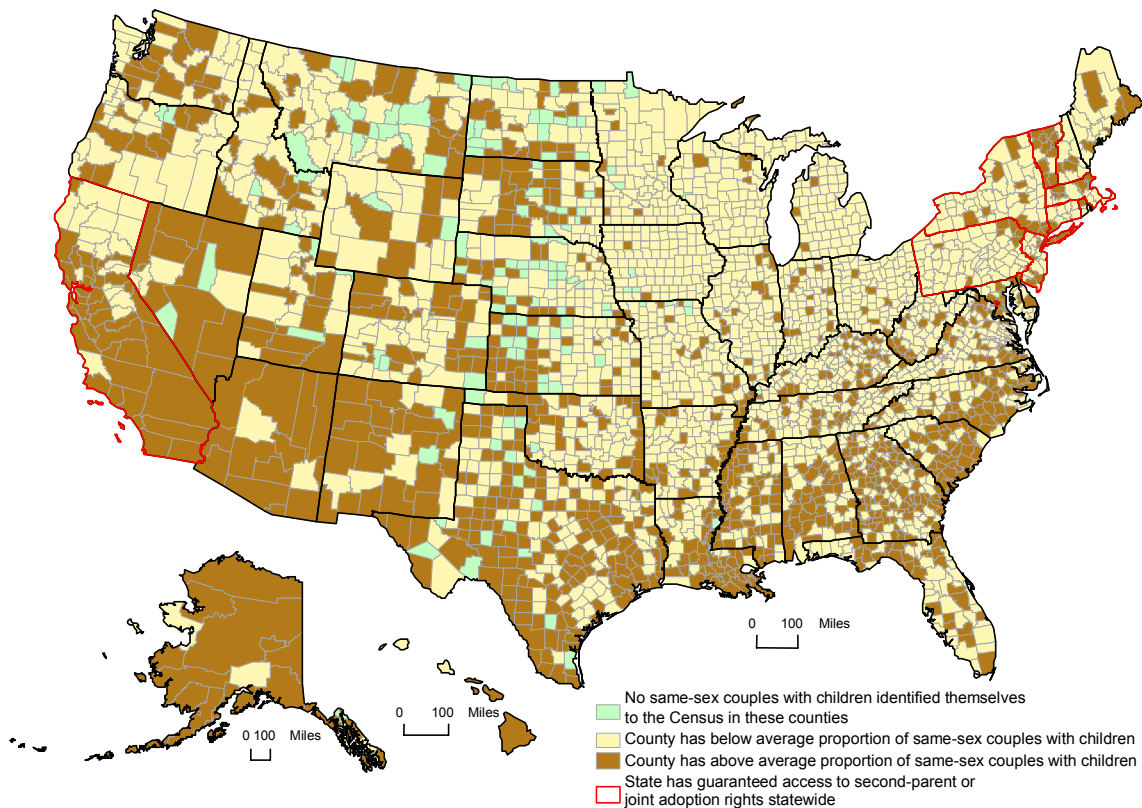 0 100 Miles
0 100 Miles
0 100 Miles
No same-sex couples with children identified themselves
to the Census in these counties
County has below average proportion of same-sex couples with children
County has above average proportion of same-sex couples with children
State has guaranteed access to second-parent or
joint adoption rights statewide